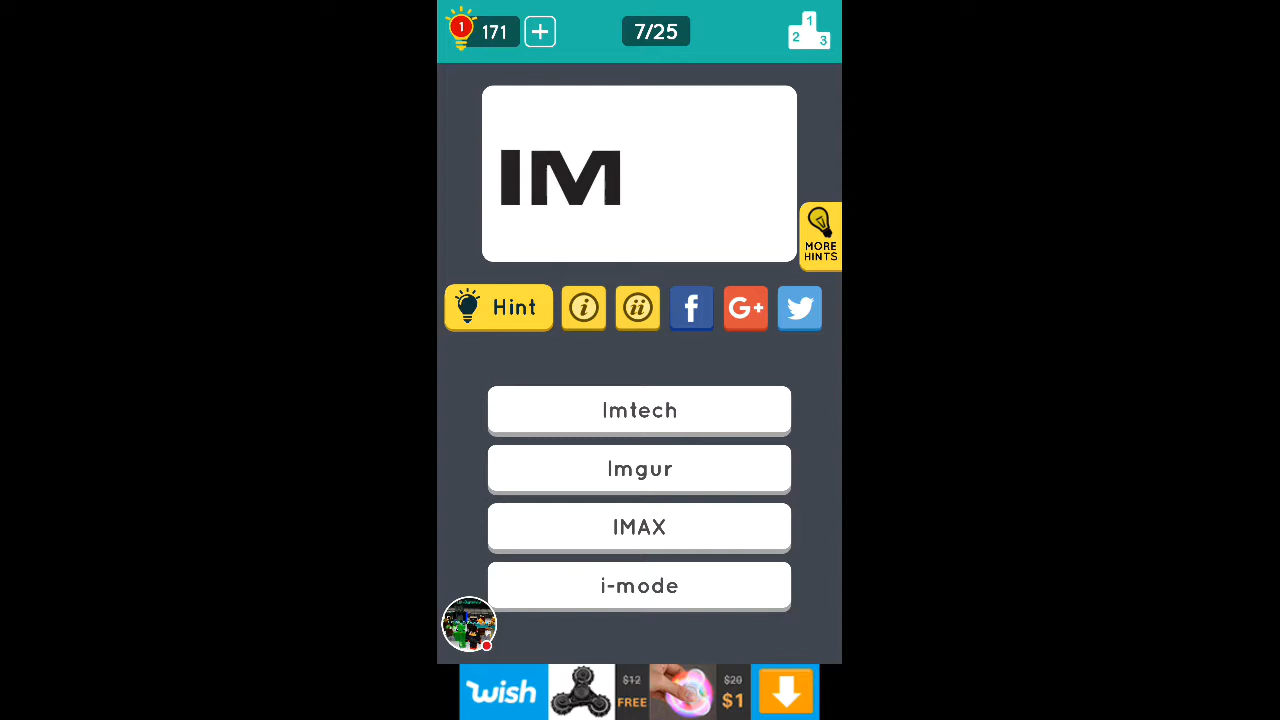 1 171 + 7/25 1 2 3
IM
MORE
HINTS
Hint i ii f G+
Imtech
Imgur
IMAX
i-mode
wish $12 FREE $20 $1